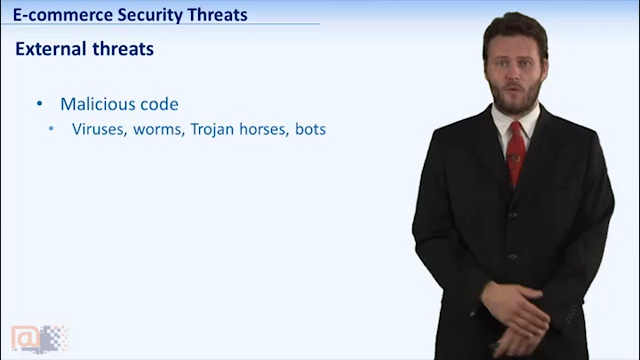 E-commerce Security Threats
External threats
• Malicious code
• Viruses, worms, Trojan horses, bots
@